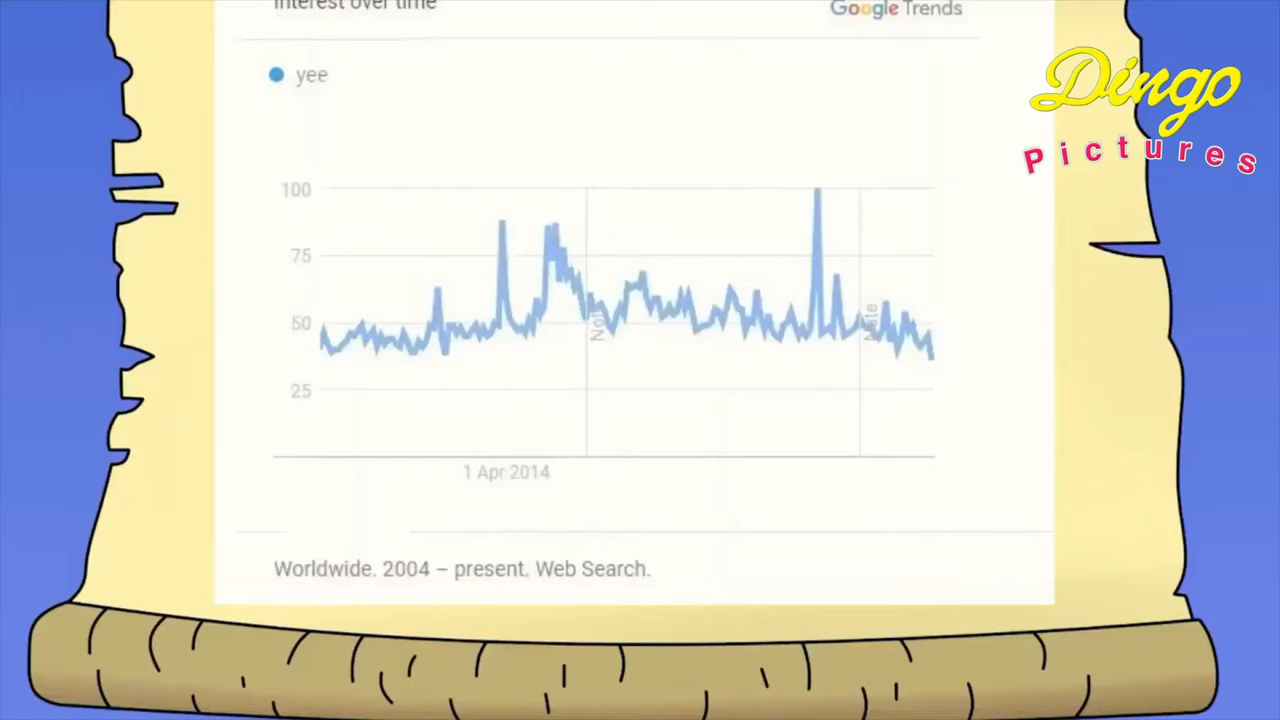 Interest over time
Google Trends
Dingo
Pictures
yee
100
75
50
25
Note
1 Apr 2014
Worldwide. 2004 – present. Web Search.